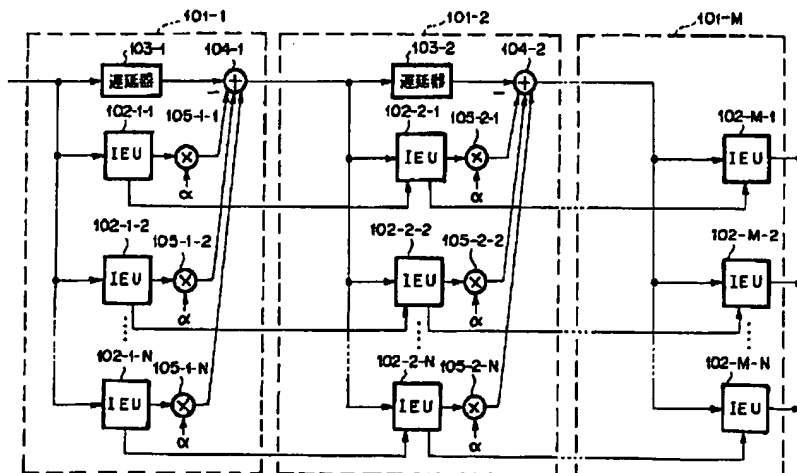 101-1
101-2
101-M
103-1
104-1
遅延器
+
−
103-2
104-2
遅延器
+
−
102-1-1
105-1-1
IEU
×
α
102-2-1
105-2-1
IEU
×
α
102-M-1
IEU
102-1-2
105-1-2
IEU
×
α
102-2-2
105-2-2
IEU
×
α
102-M-2
IEU
102-1-N
105-1-N
IEU
×
α
102-2-N
105-2-N
IEU
×
α
102-M-N
IEU